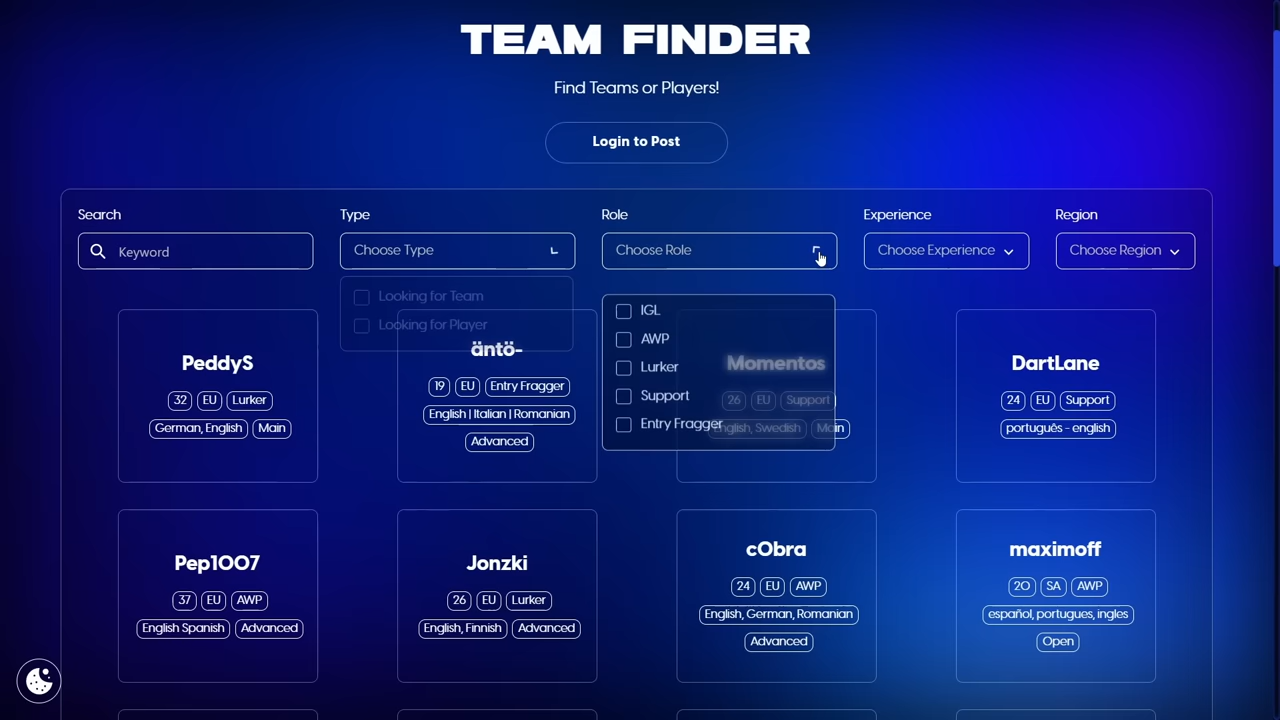 TEAM FINDER
Find Teams or Players!
Login to Post
Search
Type
Role
Experience
Region
Keyword
Choose Type
Choose Role
Choose Experience
Choose Region
Looking for Team
Looking for Player
IGL
AWP
Lurker
Support
Entry Fragger
PeddyS
32 EU Lurker
German, English Main
äntö-
19 EU Entry Fragger
English | Italian | Romanian
Advanced
Momentos
26 EU Support
English, Swedish Main
DartLane
24 EU Support
português - english
Pep1007
37 EU AWP
English Spanish Advanced
Jonzki
26 EU Lurker
English, Finnish Advanced
cObra
24 EU AWP
English, German, Romanian
Advanced
maximoff
20 SA AWP
español, portugues, ingles
Open